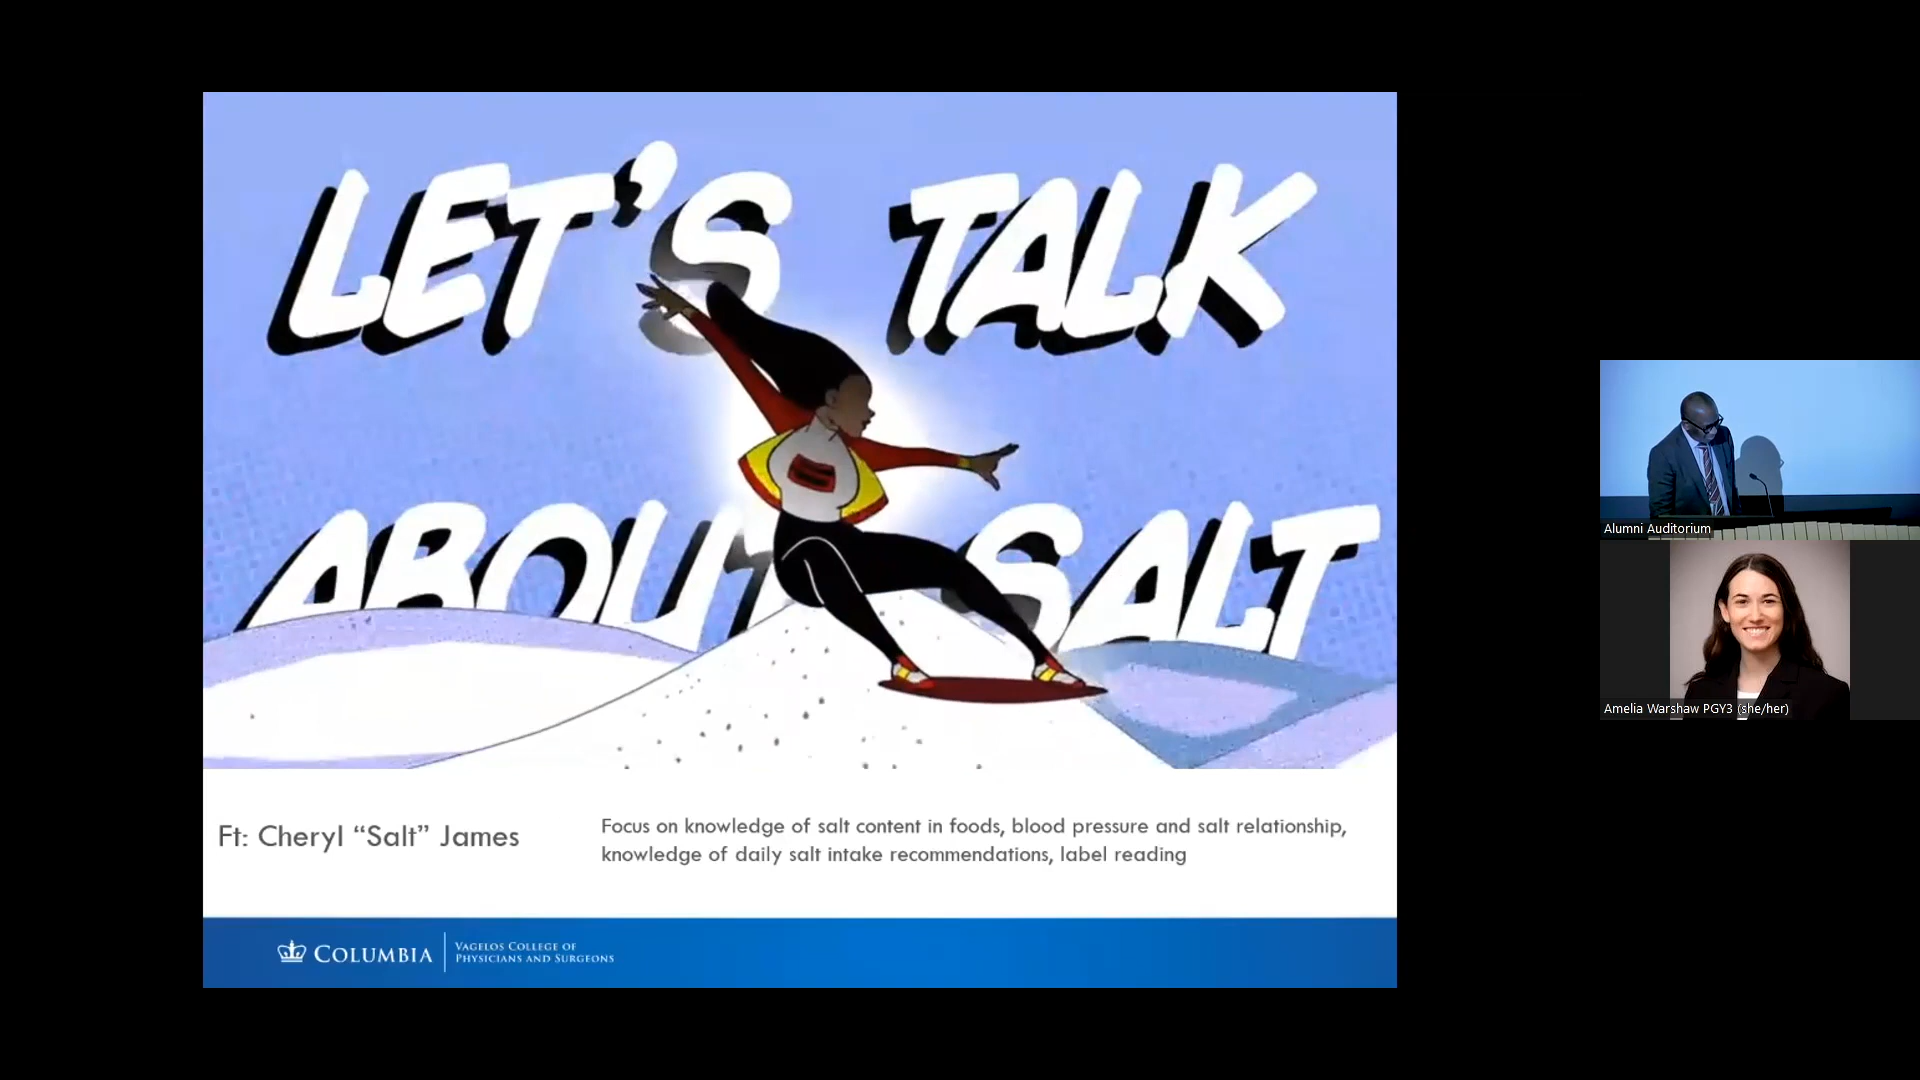 LET'S TALK
ABOUT SALT
Ft: Cheryl “Salt” James
Focus on knowledge of salt content in foods, blood pressure and salt relationship,
knowledge of daily salt intake recommendations, label reading
COLUMBIA
VAGELOS COLLEGE OF
PHYSICIANS AND SURGEONS
Alumni Auditorium
Amelia Warshaw PGY3 (she/her)